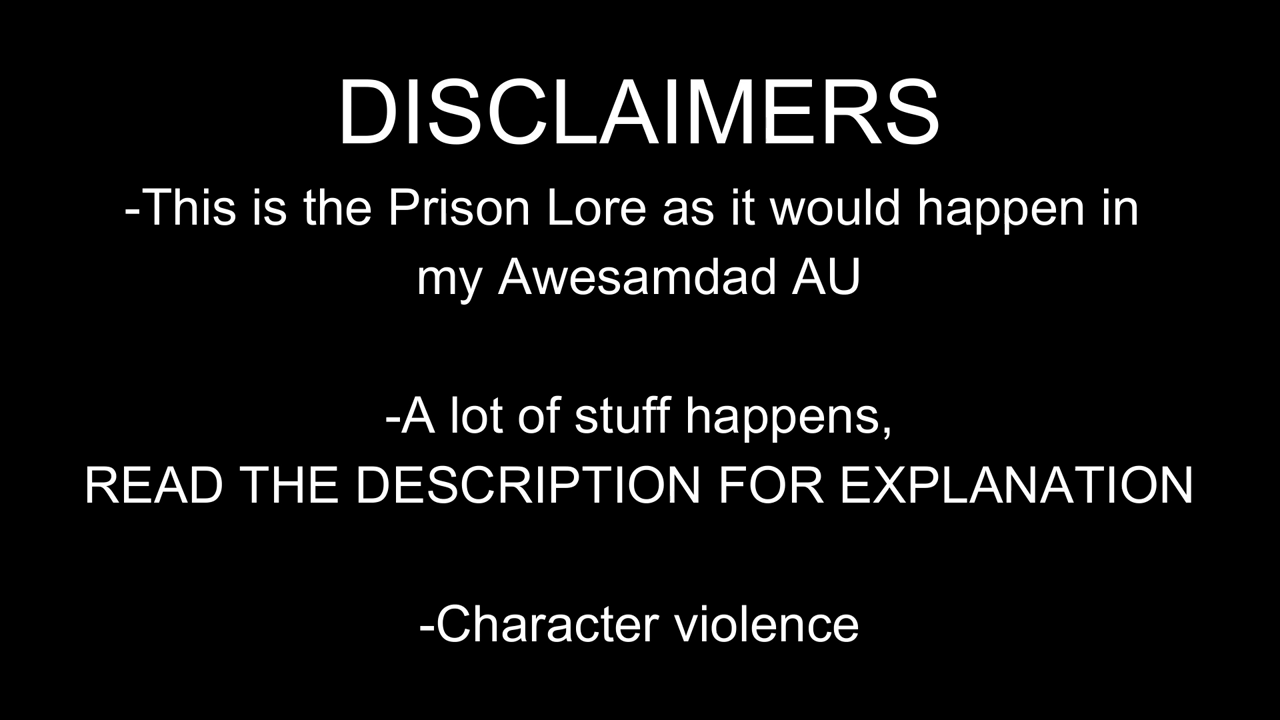 DISCLAIMERS
-This is the Prison Lore as it would happen in
my Awesamdad AU
-A lot of stuff happens,
READ THE DESCRIPTION FOR EXPLANATION
-Character violence